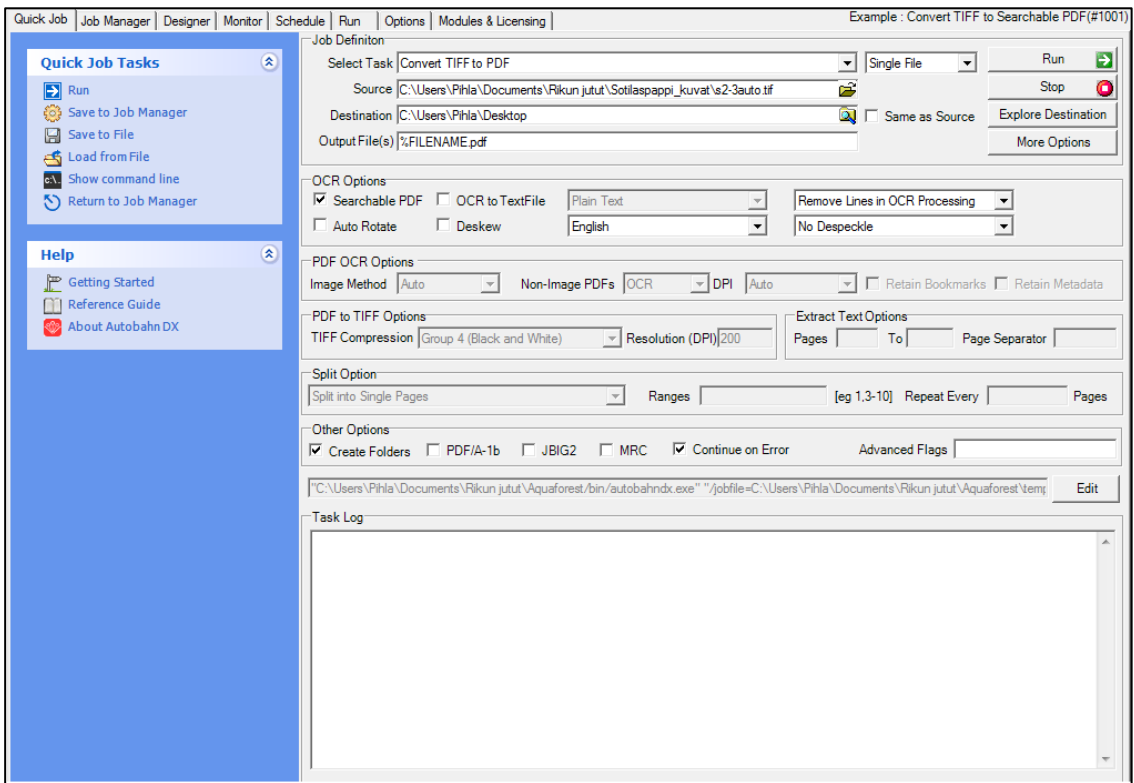 Quick Job Job Manager Designer Monitor Schedule Run Options Modules & Licensing Example : Convert TIFF to Searchable PDF(#1001)
Quick Job Tasks
Run
Save to Job Manager
Save to File
Load from File
Show command line
Return to Job Manager
Help
Getting Started
Reference Guide
About Autobahn DX
Job Definiton
Select Task Convert TIFF to PDF Single File Run
Source C:\Users\Pihla\Documents\Rikun jutut\Sotilaspappi_kuvat\s2-3auto.tif Stop
Destination C:\Users\Pihla\Desktop Same as Source Explore Destination
Output File(s) %FILENAME.pdf More Options
OCR Options
Searchable PDF OCR to TextFile Plain Text Remove Lines in OCR Processing
Auto Rotate Deskew English No Despeckle
PDF OCR Options
Image Method Auto Non-Image PDFs OCR DPI Auto Retain Bookmarks Retain Metadata
PDF to TIFF Options Extract Text Options
TIFF Compression Group 4 (Black and White) Resolution (DPI) 200 Pages To Page Separator
Split Option
Split into Single Pages Ranges [eg 1,3-10] Repeat Every Pages
Other Options
Create Folders PDF/A-1b JBIG2 MRC Continue on Error Advanced Flags
"C:\Users\Pihla\Documents\Rikun jutut\Aquaforest/bin/autobahndx.exe" "/jobfile=C:\Users\Pihla\Documents\Rikun jutut\Aquaforest\temp Edit
Task Log